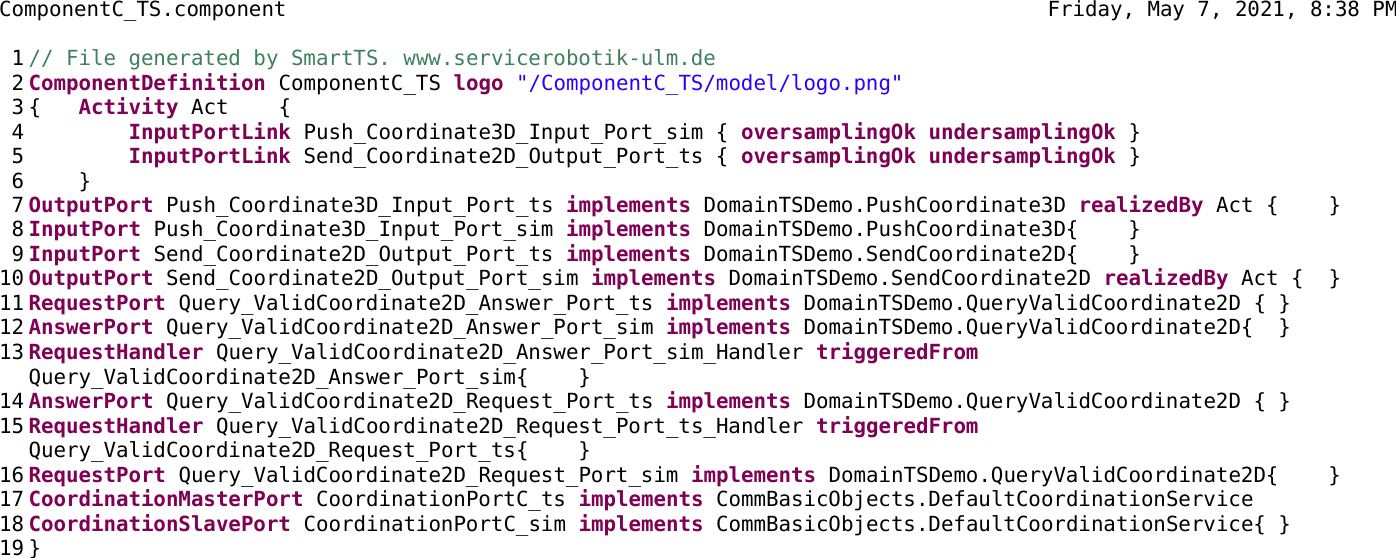 ComponentC_TS.component Friday, May 7, 2021, 8:38 PM
1 // File generated by SmartTS. www.servicerobotik-ulm.de
2 ComponentDefinition ComponentC_TS logo "/ComponentC_TS/model/logo.png"
3 {   Activity Act    {
4         InputPortLink Push_Coordinate3D_Input_Port_sim { oversamplingOk undersamplingOk }
5         InputPortLink Send_Coordinate2D_Output_Port_ts { oversamplingOk undersamplingOk }
6     }
7 OutputPort Push_Coordinate3D_Input_Port_ts implements DomainTSDemo.PushCoordinate3D realizedBy Act {    }
8 InputPort Push_Coordinate3D_Input_Port_sim implements DomainTSDemo.PushCoordinate3D{    }
9 InputPort Send_Coordinate2D_Output_Port_ts implements DomainTSDemo.SendCoordinate2D{    }
10 OutputPort Send_Coordinate2D_Output_Port_sim implements DomainTSDemo.SendCoordinate2D realizedBy Act {  }
11 RequestPort Query_ValidCoordinate2D_Answer_Port_ts implements DomainTSDemo.QueryValidCoordinate2D { }
12 AnswerPort Query_ValidCoordinate2D_Answer_Port_sim implements DomainTSDemo.QueryValidCoordinate2D{  }
13 RequestHandler Query_ValidCoordinate2D_Answer_Port_sim_Handler triggeredFrom
Query_ValidCoordinate2D_Answer_Port_sim{    }
14 AnswerPort Query_ValidCoordinate2D_Request_Port_ts implements DomainTSDemo.QueryValidCoordinate2D { }
15 RequestHandler Query_ValidCoordinate2D_Request_Port_ts_Handler triggeredFrom
Query_ValidCoordinate2D_Request_Port_ts{    }
16 RequestPort Query_ValidCoordinate2D_Request_Port_sim implements DomainTSDemo.QueryValidCoordinate2D{    }
17 CoordinationMasterPort CoordinationPortC_ts implements CommBasicObjects.DefaultCoordinationService
18 CoordinationSlavePort CoordinationPortC_sim implements CommBasicObjects.DefaultCoordinationService{ }
19 }